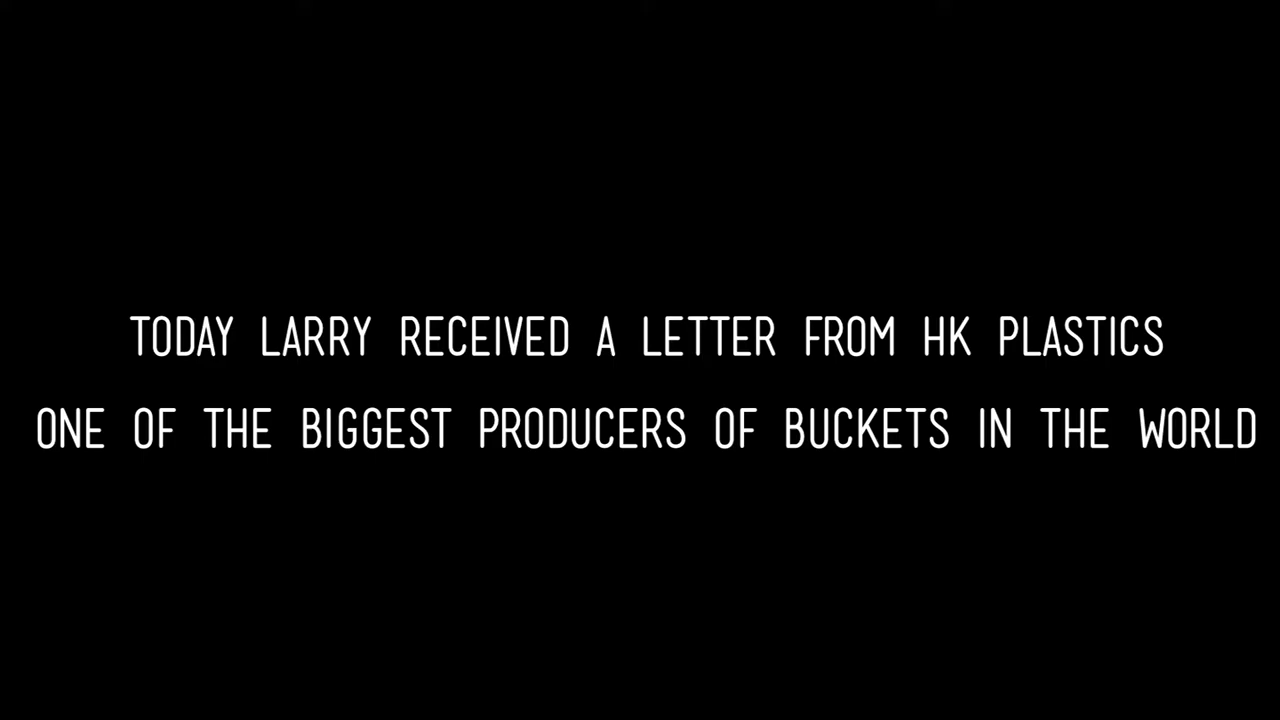 TODAY LARRY RECEIVED A LETTER FROM HK PLASTICS
ONE OF THE BIGGEST PRODUCERS OF BUCKETS IN THE WORLD